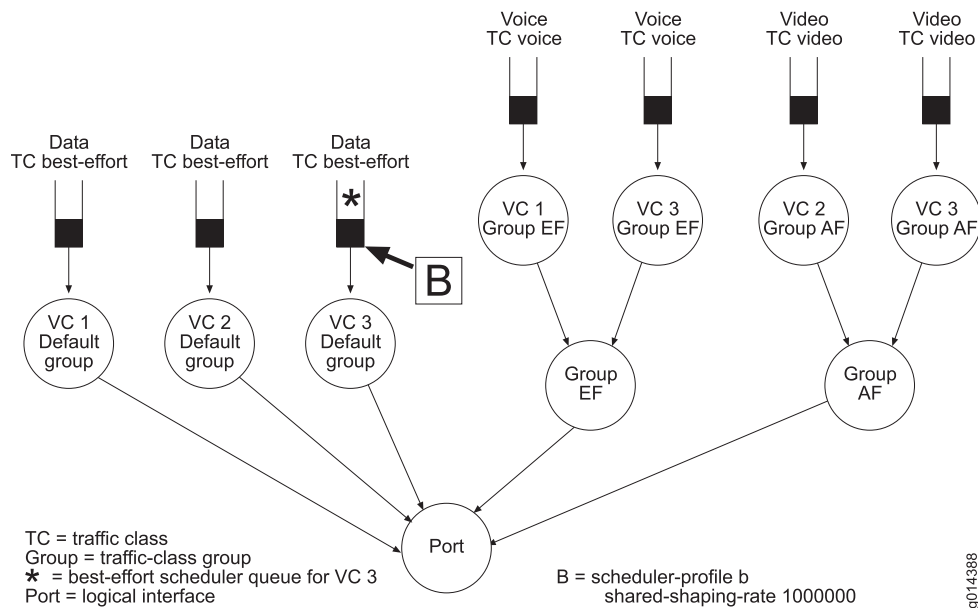 Voice
TC voice
Voice
TC voice
Video
TC video
Video
TC video
Data
TC best-effort
Data
TC best-effort
Data
TC best-effort
*
VC 1
Group EF
VC 3
Group EF
VC 2
Group AF
VC 3
Group AF
B
VC 1
Default
group
VC 2
Default
group
VC 3
Default
group
Group
EF
Group
AF
Port
TC = traffic class
Group = traffic-class group
* = best-effort scheduler queue for VC 3
Port = logical interface
B = scheduler-profile b
shared-shaping-rate 1000000
g014388